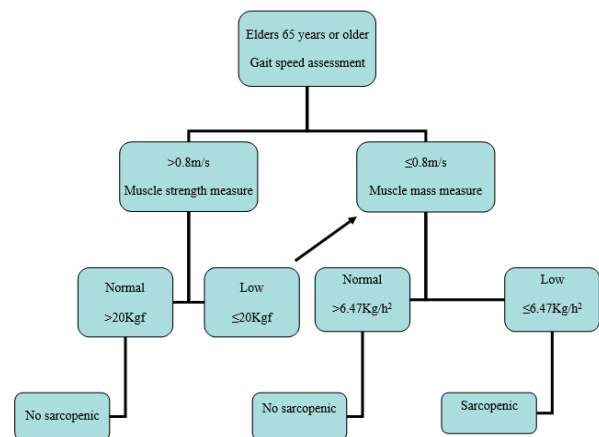 Elders 65 years or older
Gait speed assessment
>0.8m/s
Muscle strength measure
≤0.8m/s
Muscle mass measure
Normal
>20Kgf
Low
≤20Kgf
Normal
>6.47Kg/h²
Low
≤6.47Kg/h²
No sarcopenic
No sarcopenic
Sarcopenic